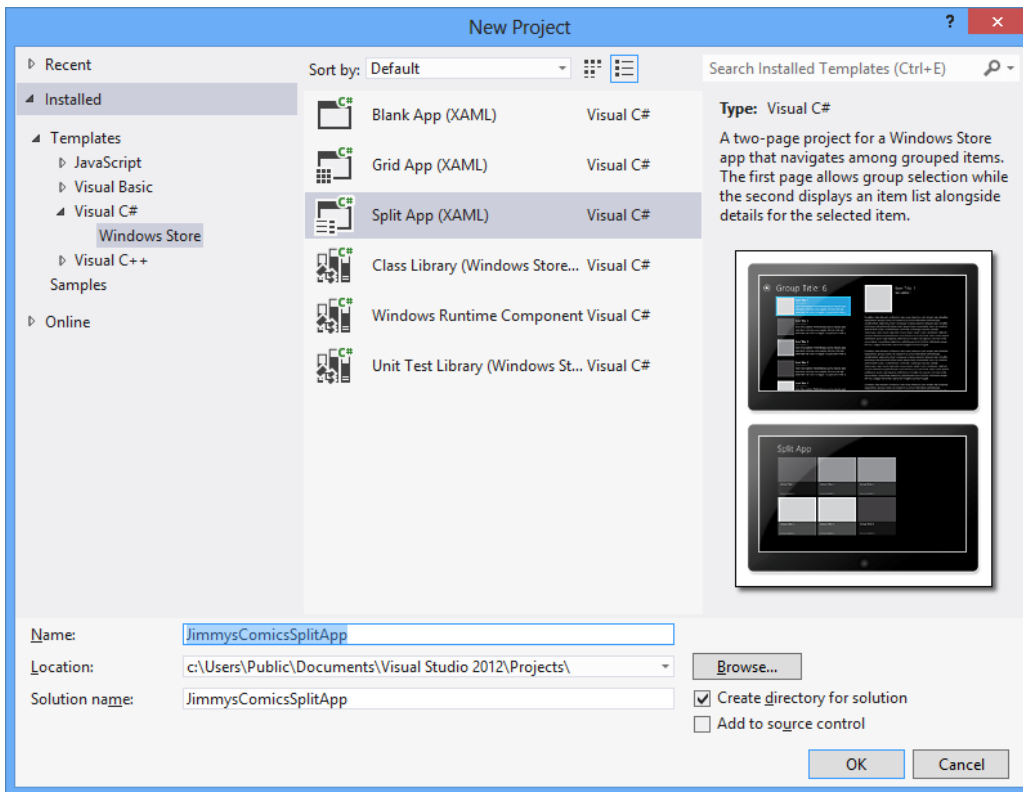 New Project
?
Recent
Installed
Templates
JavaScript
Visual Basic
Visual C#
Windows Store
Visual C++
Samples
Online
Sort by: Default
C# Blank App (XAML) Visual C#
C# Grid App (XAML) Visual C#
C# Split App (XAML) Visual C#
C# Class Library (Windows Store... Visual C#
C# Windows Runtime Component Visual C#
C# Unit Test Library (Windows St... Visual C#
Search Installed Templates (Ctrl+E)
Type: Visual C#
A two-page project for a Windows Store
app that navigates among grouped items.
The first page allows group selection while
the second displays an item list alongside
details for the selected item.
Group Title: 6
Split App
Name: JimmysComicsSplitApp
Location: c:\Users\Public\Documents\Visual Studio 2012\Projects\ Browse...
Solution name: JimmysComicsSplitApp
Create directory for solution
Add to source control
OK Cancel